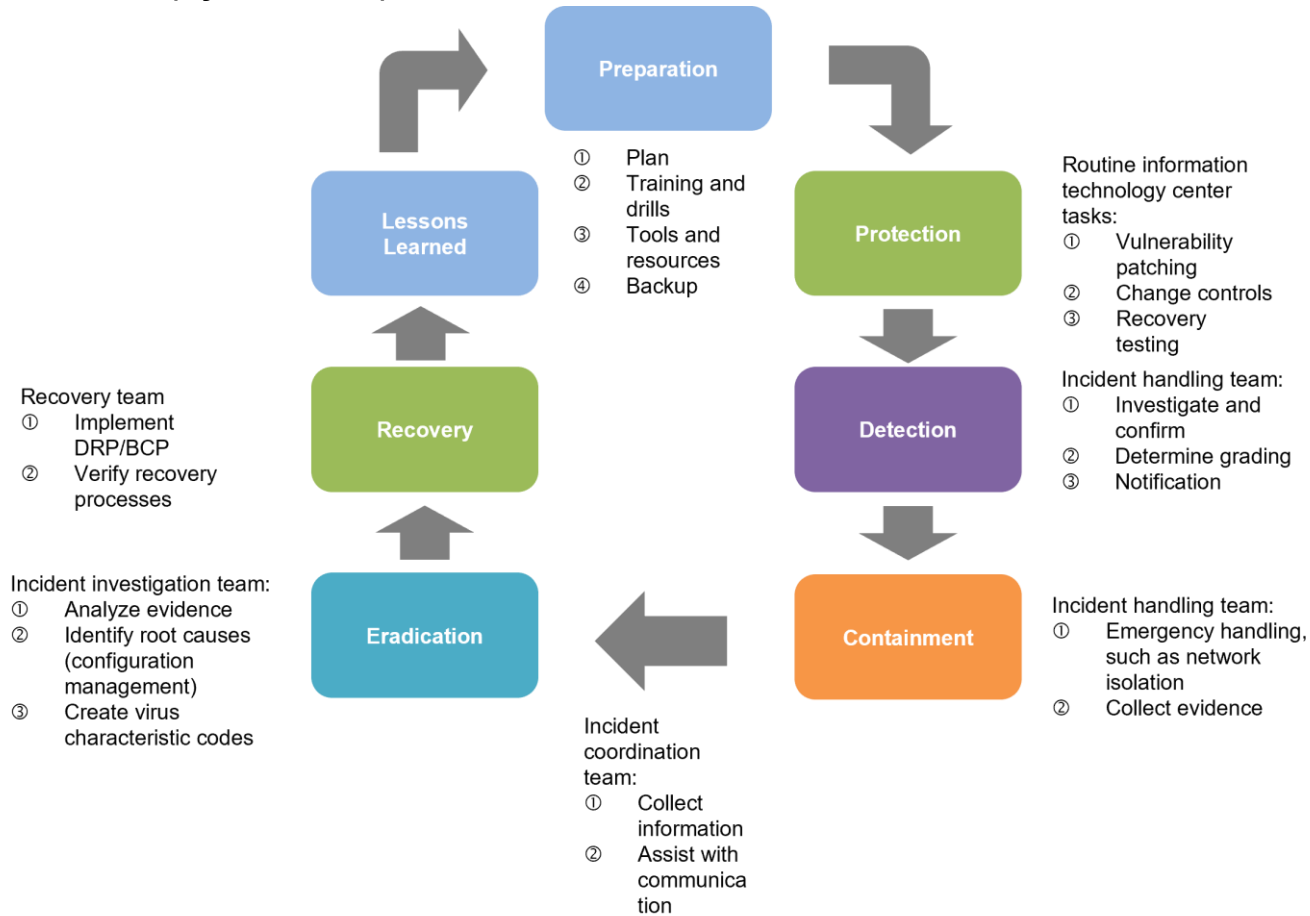 Preparation
① Plan
② Training and
drills
③ Tools and
resources
④ Backup
Protection
Routine information
technology center
tasks:
① Vulnerability
patching
② Change controls
③ Recovery
testing
Detection
Incident handling team:
① Investigate and
confirm
② Determine grading
③ Notification
Containment
Incident handling team:
① Emergency handling,
such as network
isolation
② Collect evidence
Incident
coordination
team:
① Collect
information
② Assist with
communica
tion
Eradication
Incident investigation team:
① Analyze evidence
② Identify root causes
(configuration
management)
③ Create virus
characteristic codes
Recovery
Recovery team
① Implement
DRP/BCP
② Verify recovery
processes
Lessons
Learned